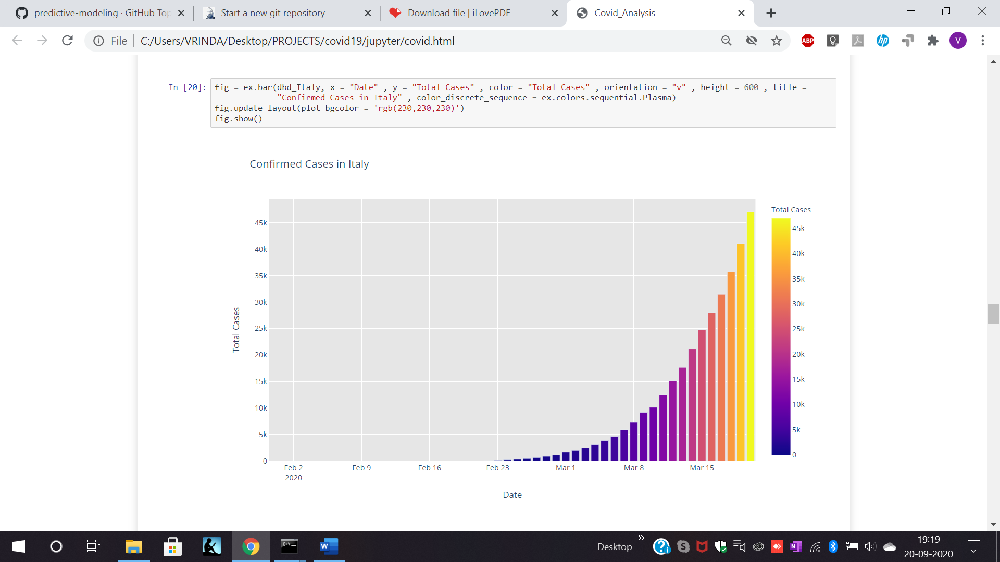 predictive-modeling · GitHub Top
Start a new git repository
Download file | iLovePDF
Covid_Analysis
File
C:/Users/VRINDA/Desktop/PROJECTS/covid19/jupyter/covid.html
ABP
hp
V
In [20]:
fig = ex.bar(dbd_Italy, x = "Date" , y = "Total Cases" , color = "Total Cases" , orientation = "v" , height = 600 , title =
"Confirmed Cases in Italy" , color_discrete_sequence = ex.colors.sequential.Plasma)
fig.update_layout(plot_bgcolor = 'rgb(230,230,230)')
fig.show()
Confirmed Cases in Italy
Total Cases
45k
40k
35k
30k
25k
20k
15k
10k
5k
0
Feb 2
2020
Feb 9
Feb 16
Feb 23
Mar 1
Mar 8
Mar 15
Date
Total Cases
45k
40k
35k
30k
25k
20k
15k
10k
5k
0
Desktop
19:19
20-09-2020